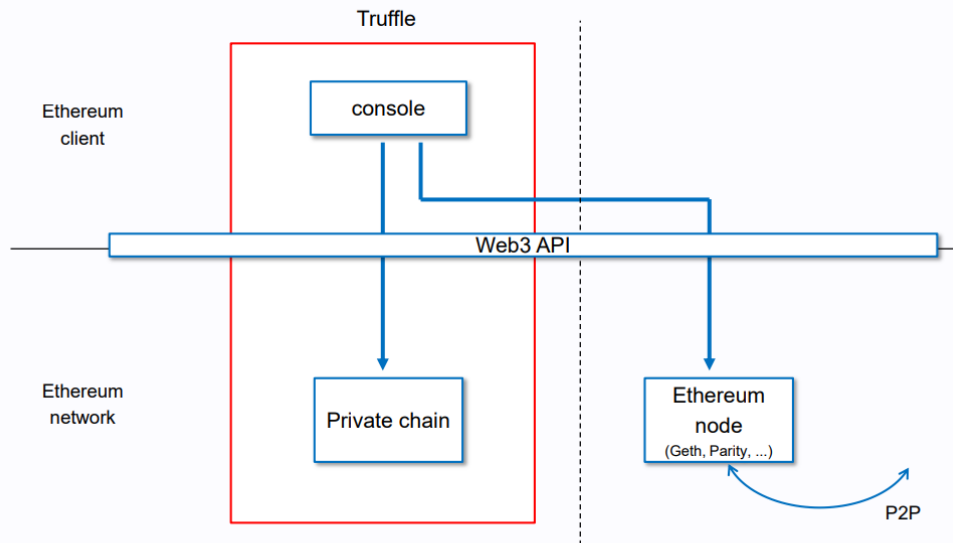 Truffle
Ethereum
client
console
Web3 API
Ethereum
network
Private chain
Ethereum
node
(Geth, Parity, ...)
P2P